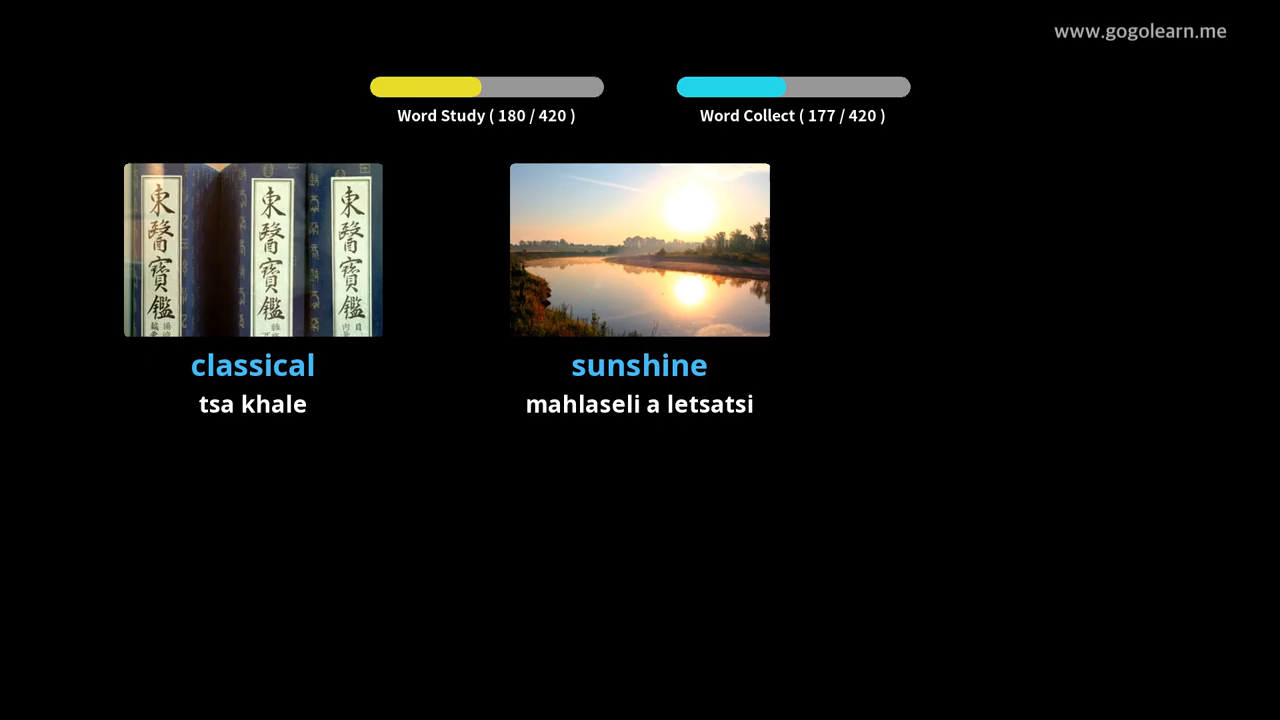 www.gogolearn.me
Word Study ( 180 / 420 )
Word Collect ( 177 / 420 )
東醫寶鑑
東醫寶鑑
東醫寶鑑
classical
tsa khale
sunshine
mahlaseli a letsatsi